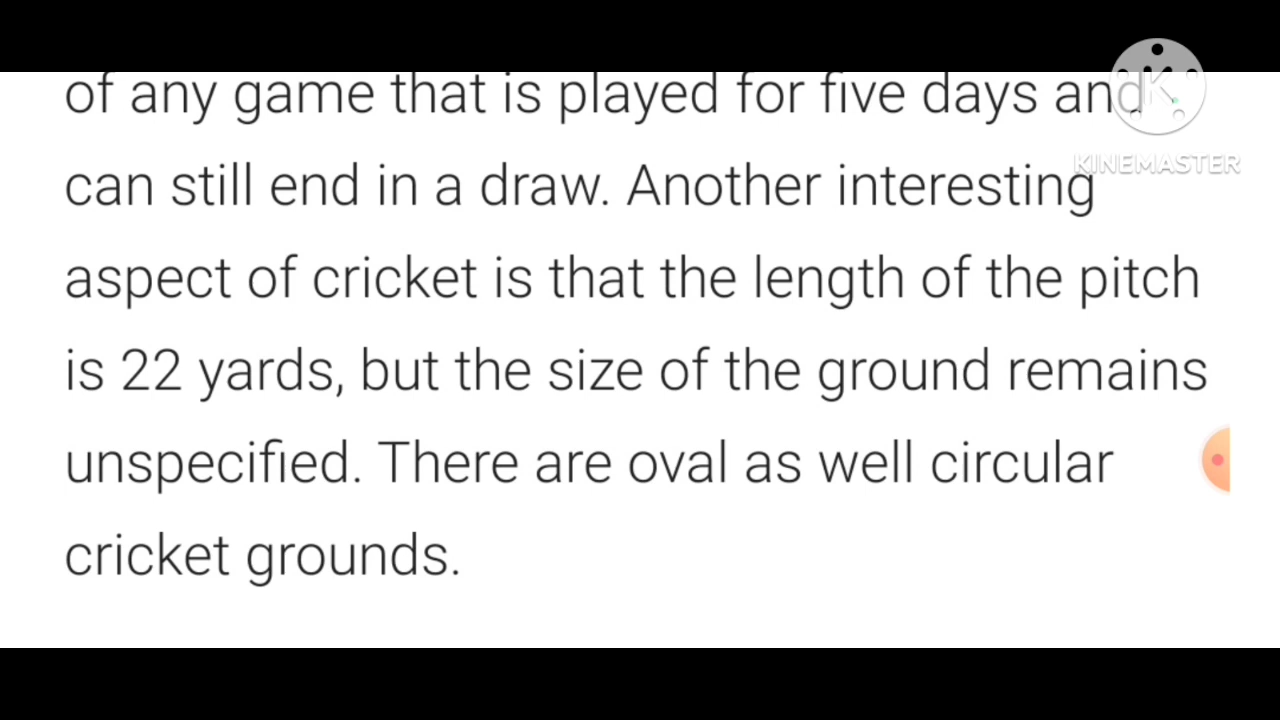 of any game that is played for five days and
can still end in a draw. Another interesting
aspect of cricket is that the length of the pitch
is 22 yards, but the size of the ground remains
unspecified. There are oval as well circular
cricket grounds.
K
KINEMASTER